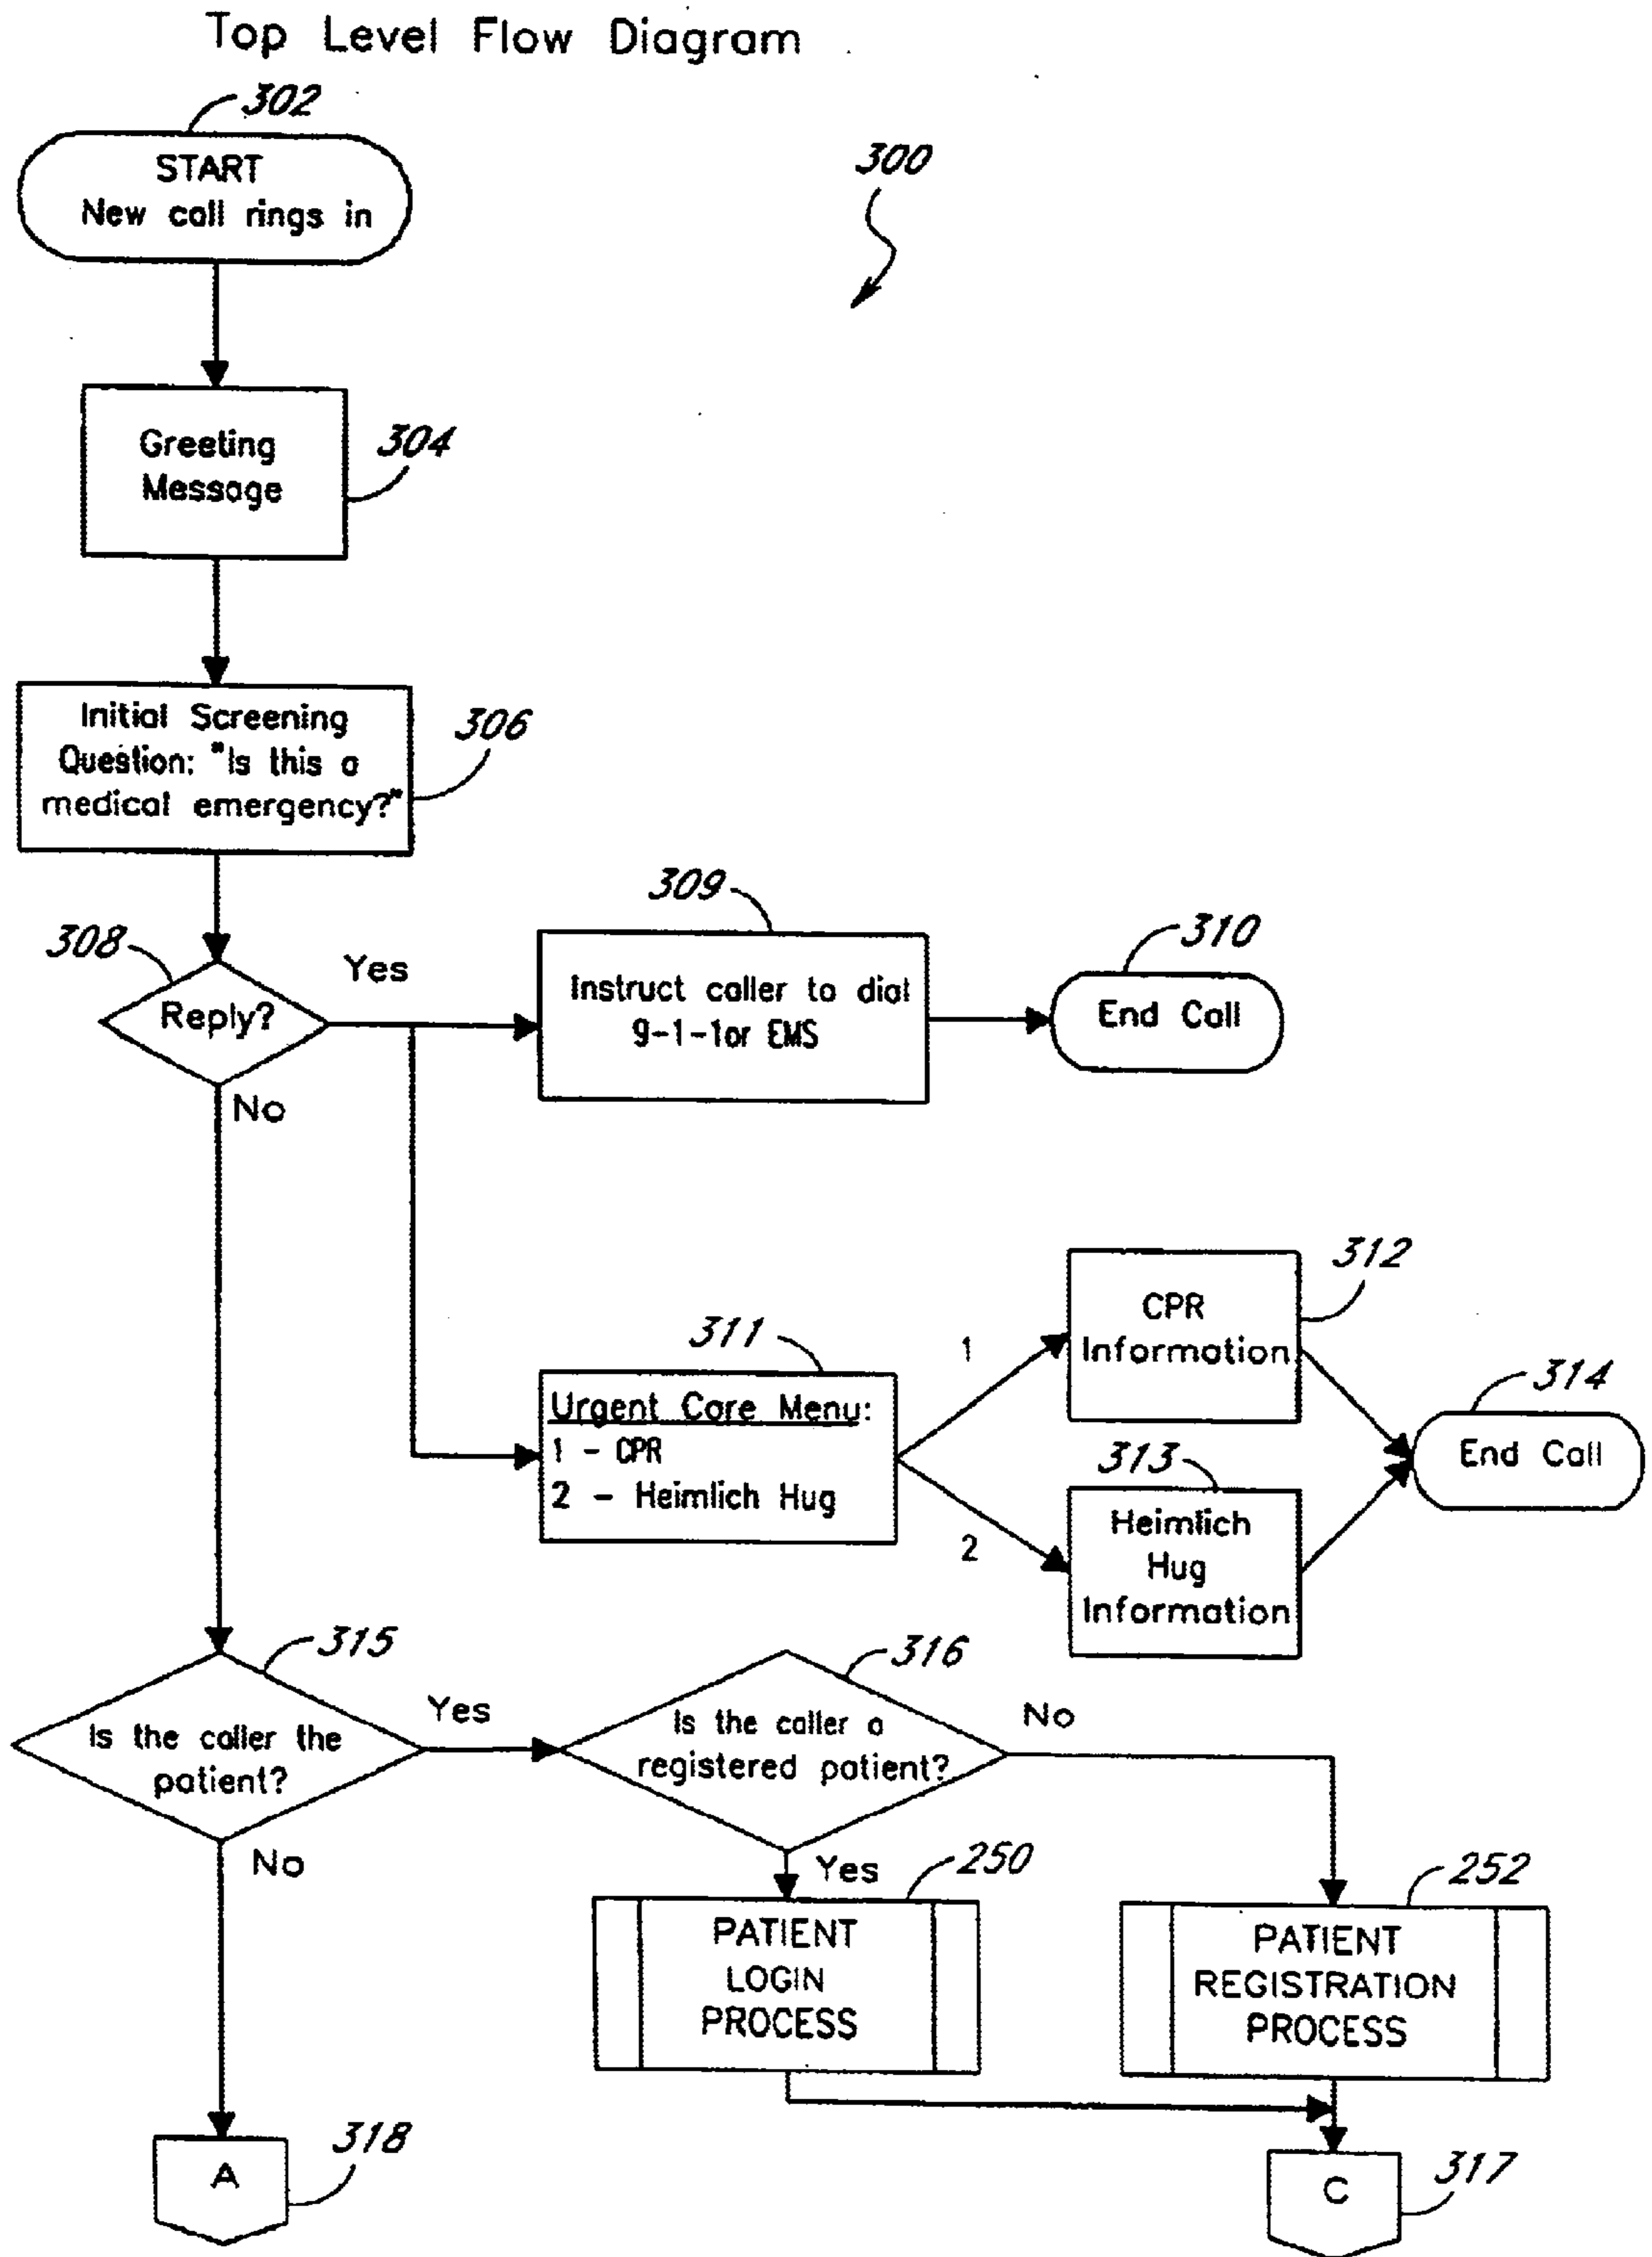 Top Level Flow Diagram
302
START
New call rings in
300
Greeting
Message
304
Initial Screening
Question: "Is this a
medical emergency?"
306
308
Reply?
Yes
No
309
Instruct caller to dial
9-1-1or EMS
310
End Call
311
Urgent Care Menu:
1 - CPR
2 - Heimlich Hug
1
2
312
CPR
Information
313
Heimlich
Hug
Information
314
End Call
315
Is the caller the
patient?
Yes
No
316
Is the caller a
registered patient?
No
Yes
250
PATIENT
LOGIN
PROCESS
252
PATIENT
REGISTRATION
PROCESS
A
318
C
317